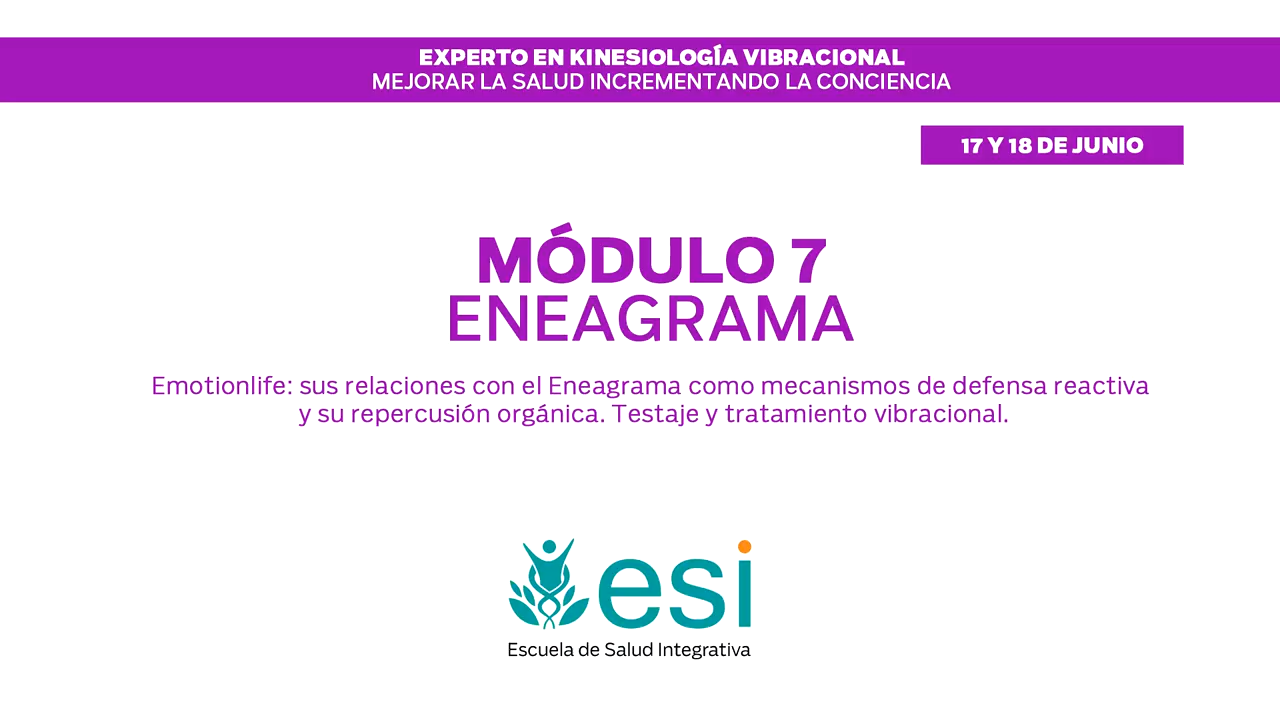 EXPERTO EN KINESIOLOGÍA VIBRACIONAL
MEJORAR LA SALUD INCREMENTANDO LA CONCIENCIA
17 Y 18 DE JUNIO
MÓDULO 7
ENEAGRAMA
Emotionlife: sus relaciones con el Eneagrama como mecanismos de defensa reactiva
y su repercusión orgánica. Testaje y tratamiento vibracional.
esi
Escuela de Salud Integrativa